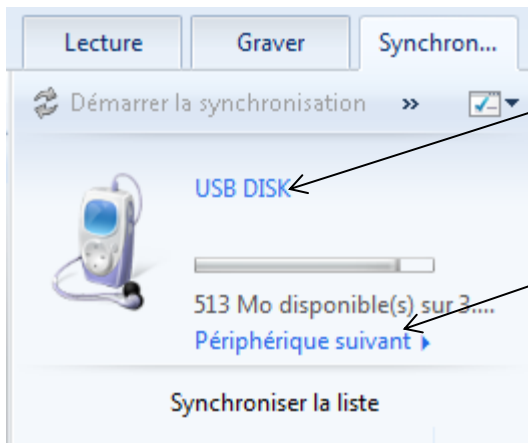 Lecture
Graver
Synchron...
Démarrer la synchronisation »
USB DISK
513 Mo disponible(s) sur 3....
Périphérique suivant
Synchroniser la liste